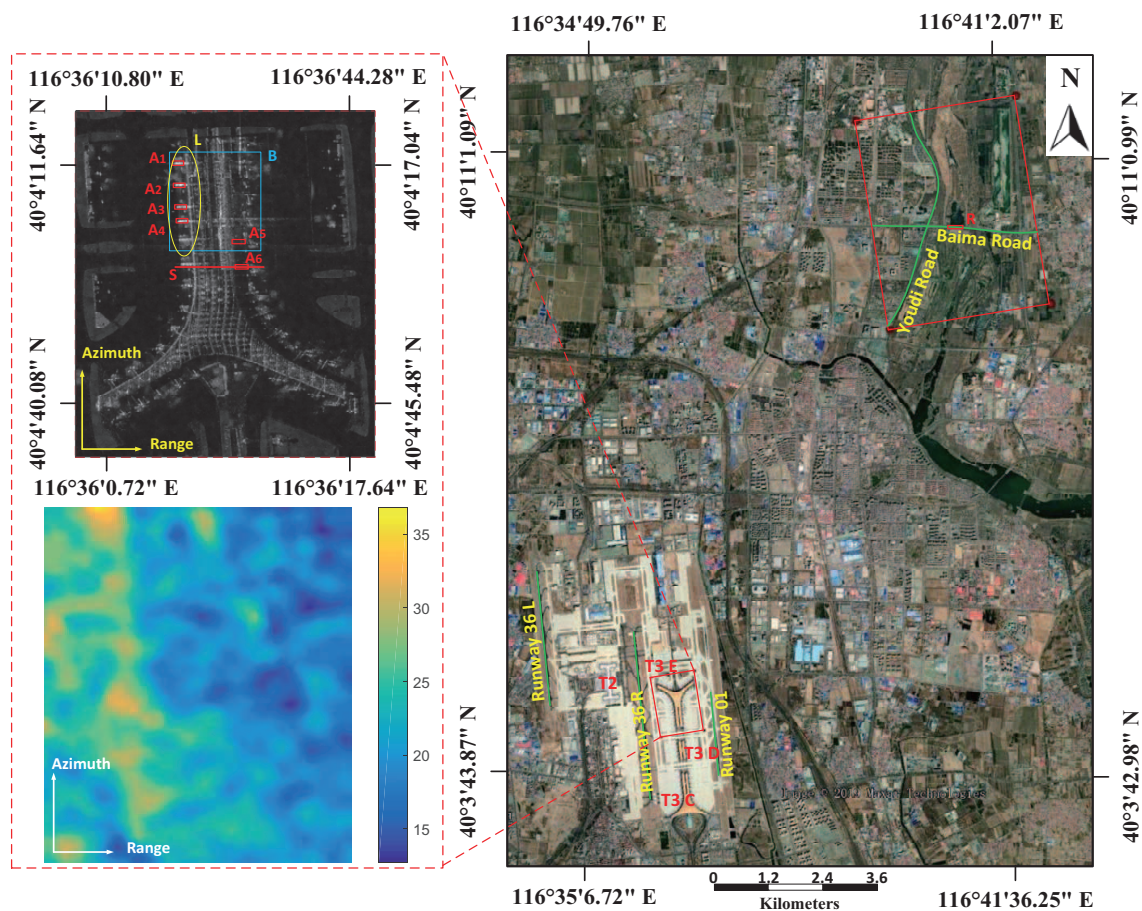 116°34'49.76" E
116°41'2.07" E
116°36'10.80" E
116°36'44.28" E
40°4'11.64" N
40°4'17.04" N
40°11'11.09" N
40°11'10.99" N
N
L
A1
B
A2
A3
A4
A5
S
A6
Azimuth
Range
R
Baima Road
Youdi Road
40°4'40.08" N
40°4'45.48" N
116°36'0.72" E
116°36'17.64" E
35
30
25
20
15
Azimuth
Range
Runway 36 L
T2
T3 E
Runway 36 R
Runway 01
T3 D
T3 C
40°3'43.87" N
40°3'42.98" N
Technologies
116°35'6.72" E
116°41'36.25" E
0 1.2 2.4 3.6
Kilometers